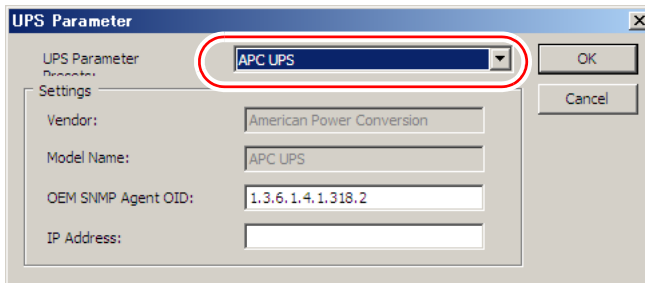 UPS Parameter
UPS Parameter
Presets:
APC UPS
OK
Cancel
Settings
Vendor:
American Power Conversion
Model Name:
APC UPS
OEM SNMP Agent OID:
1.3.6.1.4.1.318.2
IP Address: